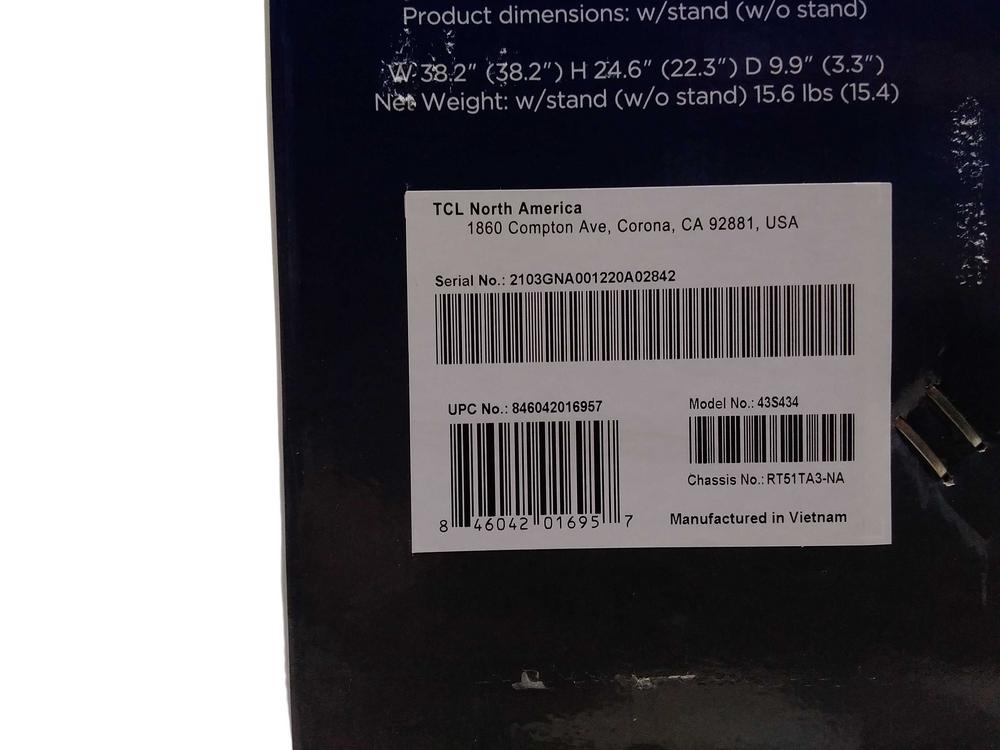 Product dimensions: w/stand (w/o stand)
W 38.2" (38.2") H 24.6" (22.3") D 9.9" (3.3")
Net Weight: w/stand (w/o stand) 15.6 lbs (15.4)
TCL North America
1860 Compton Ave, Corona, CA 92881, USA
Serial No.: 2103GNA001220A02842
UPC No.: 846042016957
Model No.: 43S434
Chassis No.: RT51TA3-NA
8 46042 01695 7
Manufactured in Vietnam